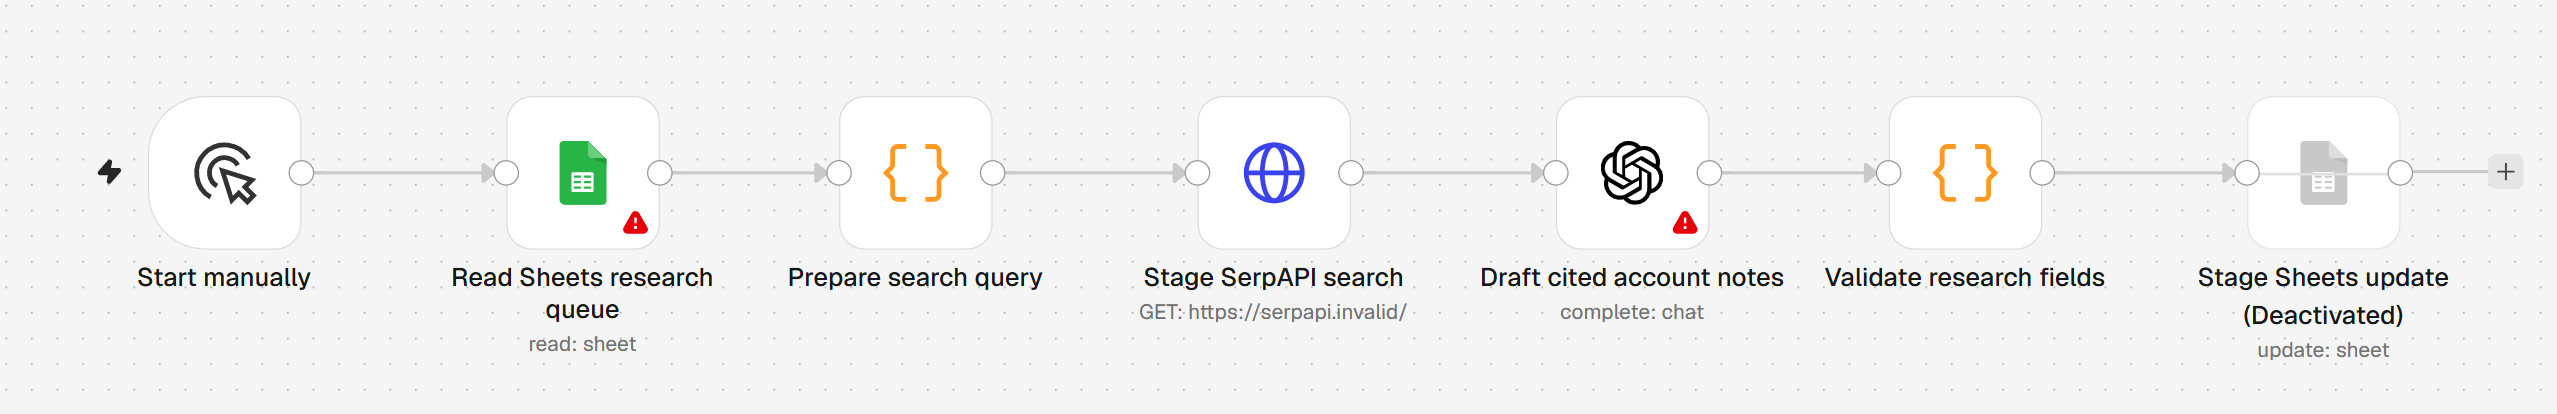 Start manually
Read Sheets research
queue
read: sheet
Prepare search query
Stage SerpAPI search
GET: https://serpapi.invalid/
Draft cited account notes
complete: chat
Validate research fields
Stage Sheets update
(Deactivated)
update: sheet